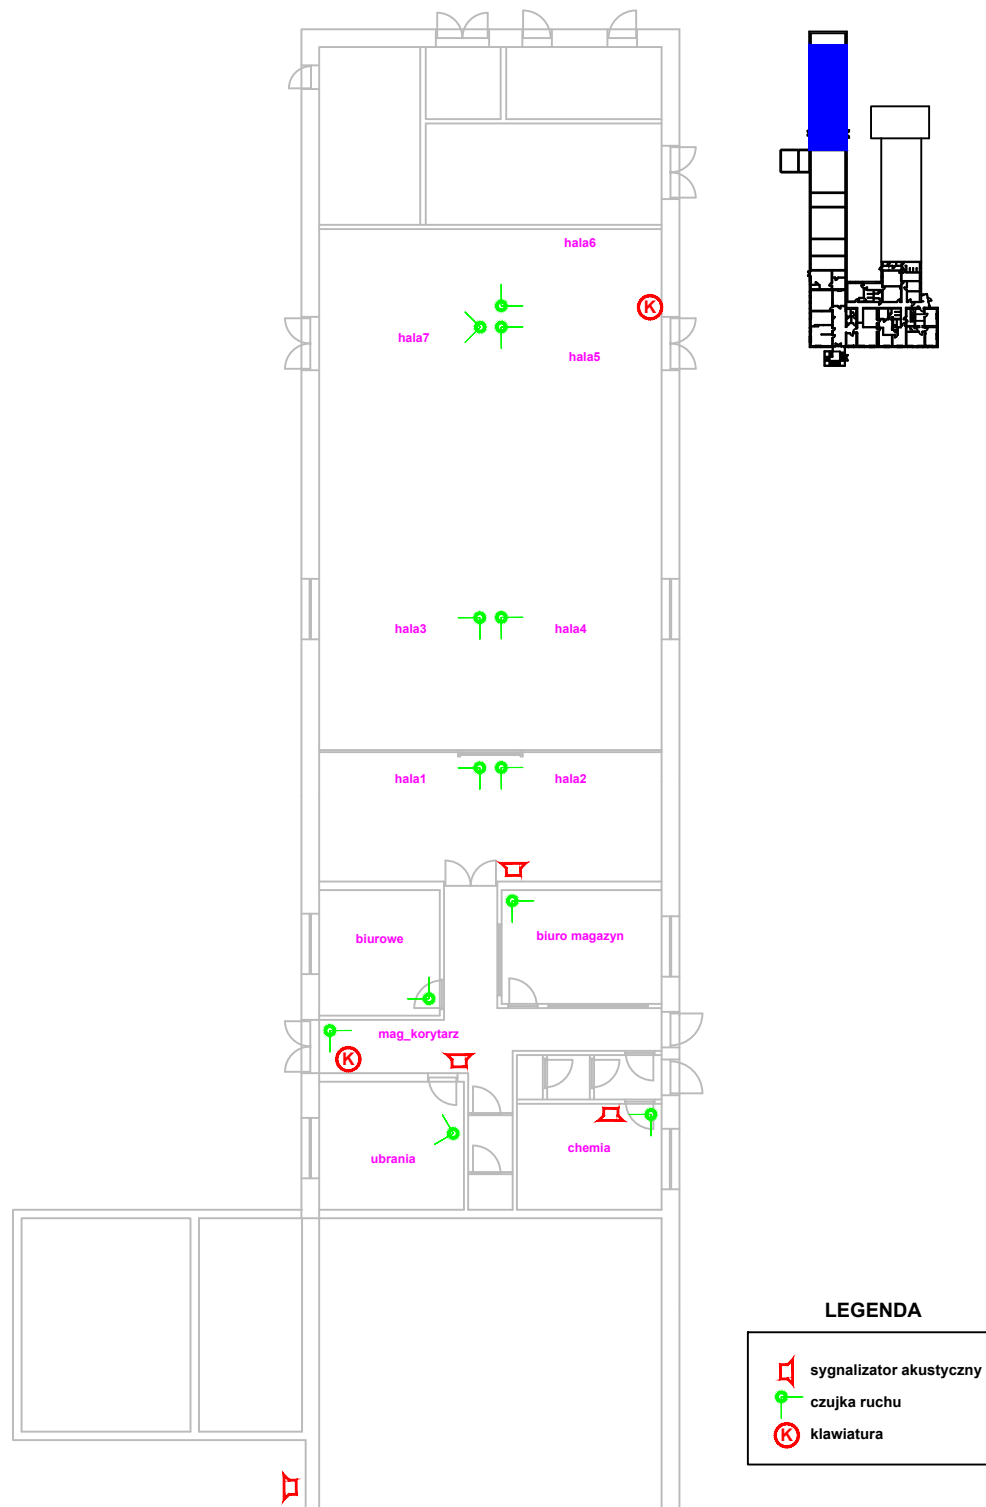 hala6
K
hala7
hala5
hala3
hala4
hala1
hala2
biurowe
biuro magazyn
mag_korytarz
K
ubrania
chemia
LEGENDA
sygnalizator akustyczny
czujka ruchu
K klawiatura